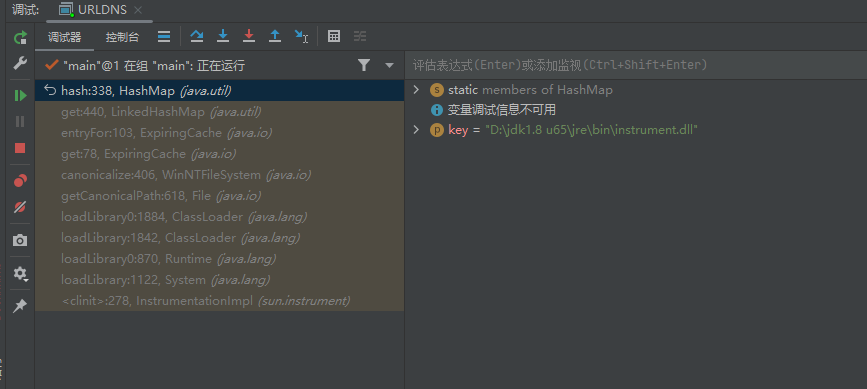 调试: URLDNS
调试器 控制台
"main"@1 在组 "main": 正在运行
评估表达式(Enter)或添加监视(Ctrl+Shift+Enter)
hash:338, HashMap (java.util)
get:440, LinkedHashMap (java.util)
entryFor:103, ExpiringCache (java.io)
get:78, ExpiringCache (java.io)
canonicalize:406, WinNTFileSystem (java.io)
getCanonicalPath:618, File (java.io)
loadLibrary0:1884, ClassLoader (java.lang)
loadLibrary:1842, ClassLoader (java.lang)
loadLibrary0:870, Runtime (java.lang)
loadLibrary:1122, System (java.lang)
<clinit>:278, InstrumentationImpl (sun.instrument)
s static members of HashMap
变量调试信息不可用
p key = "D:\jdk1.8 u65\jre\bin\instrument.dll"